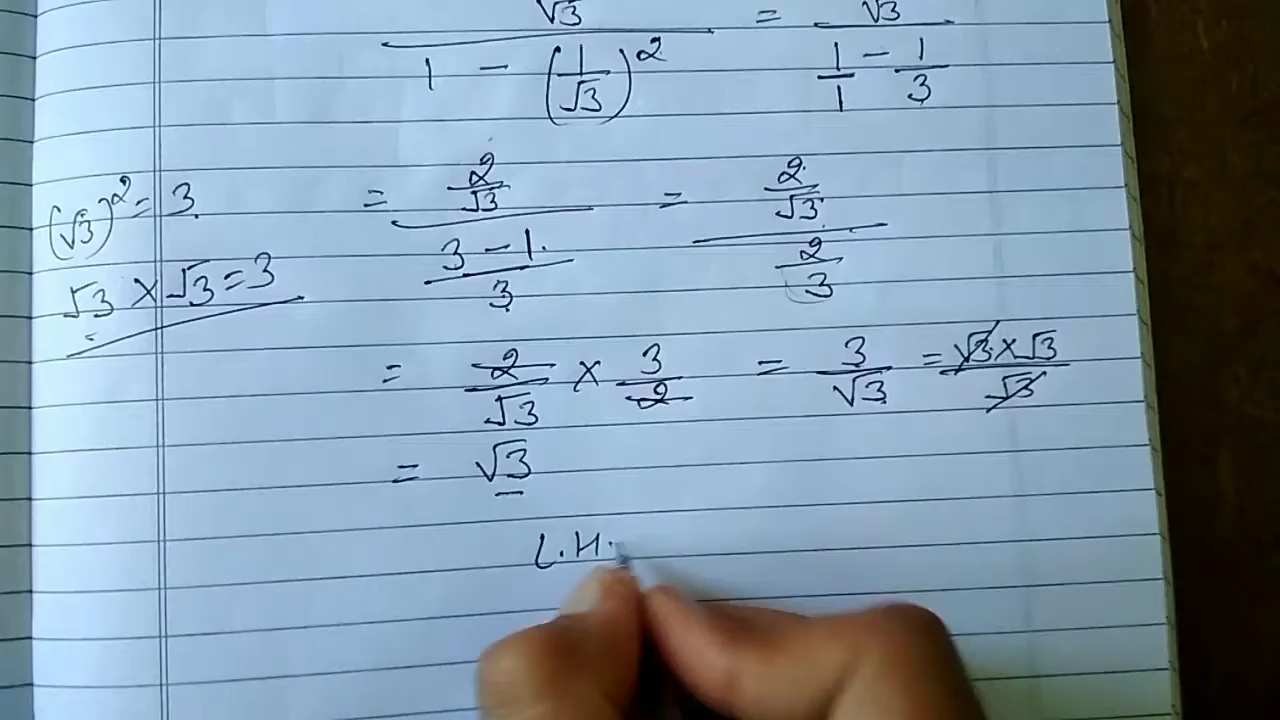 √3 = √3
1 - (1/√3)² 1/1 - 1/3
(√3)² = 3. = (2/√3)/((3-1.)/3) = (2/√3)/(2/3)
√3 × √3 = 3
= 2/√3 × 3/2 = 3/√3 = (√3×√3)/√3
= √3
L.H.